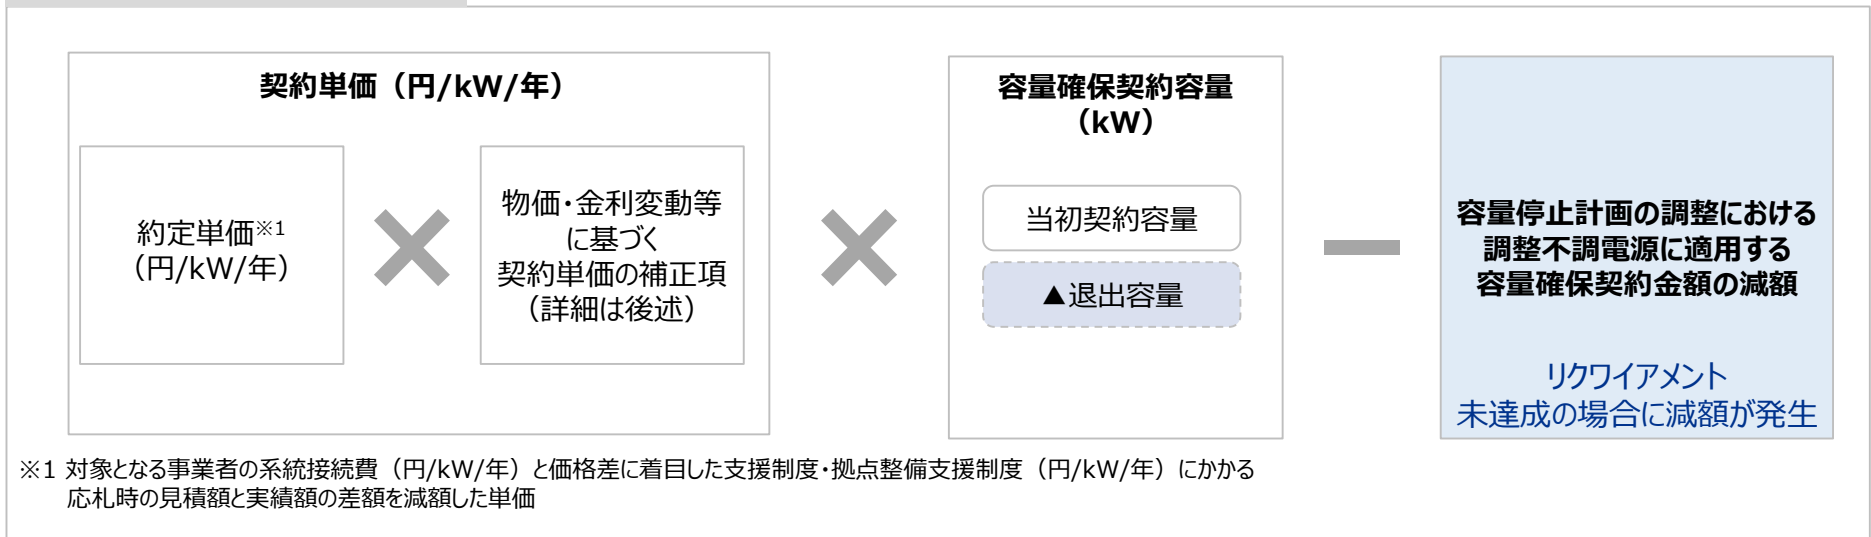 契約単価（円/kW/年）
約定単価※1
（円/kW/年）
物価・金利変動等
に基づく
契約単価の補正項
（詳細は後述）
容量確保契約容量
（kW）
当初契約容量
▲退出容量
容量停止計画の調整における
調整不調電源に適用する
容量確保契約金額の減額
リクワイアメント
未達成の場合に減額が発生
※1 対象となる事業者の系統接続費（円/kW/年）と価格差に着目した支援制度・拠点整備支援制度（円/kW/年）にかかる
応札時の見積額と実績額の差額を減額した単価